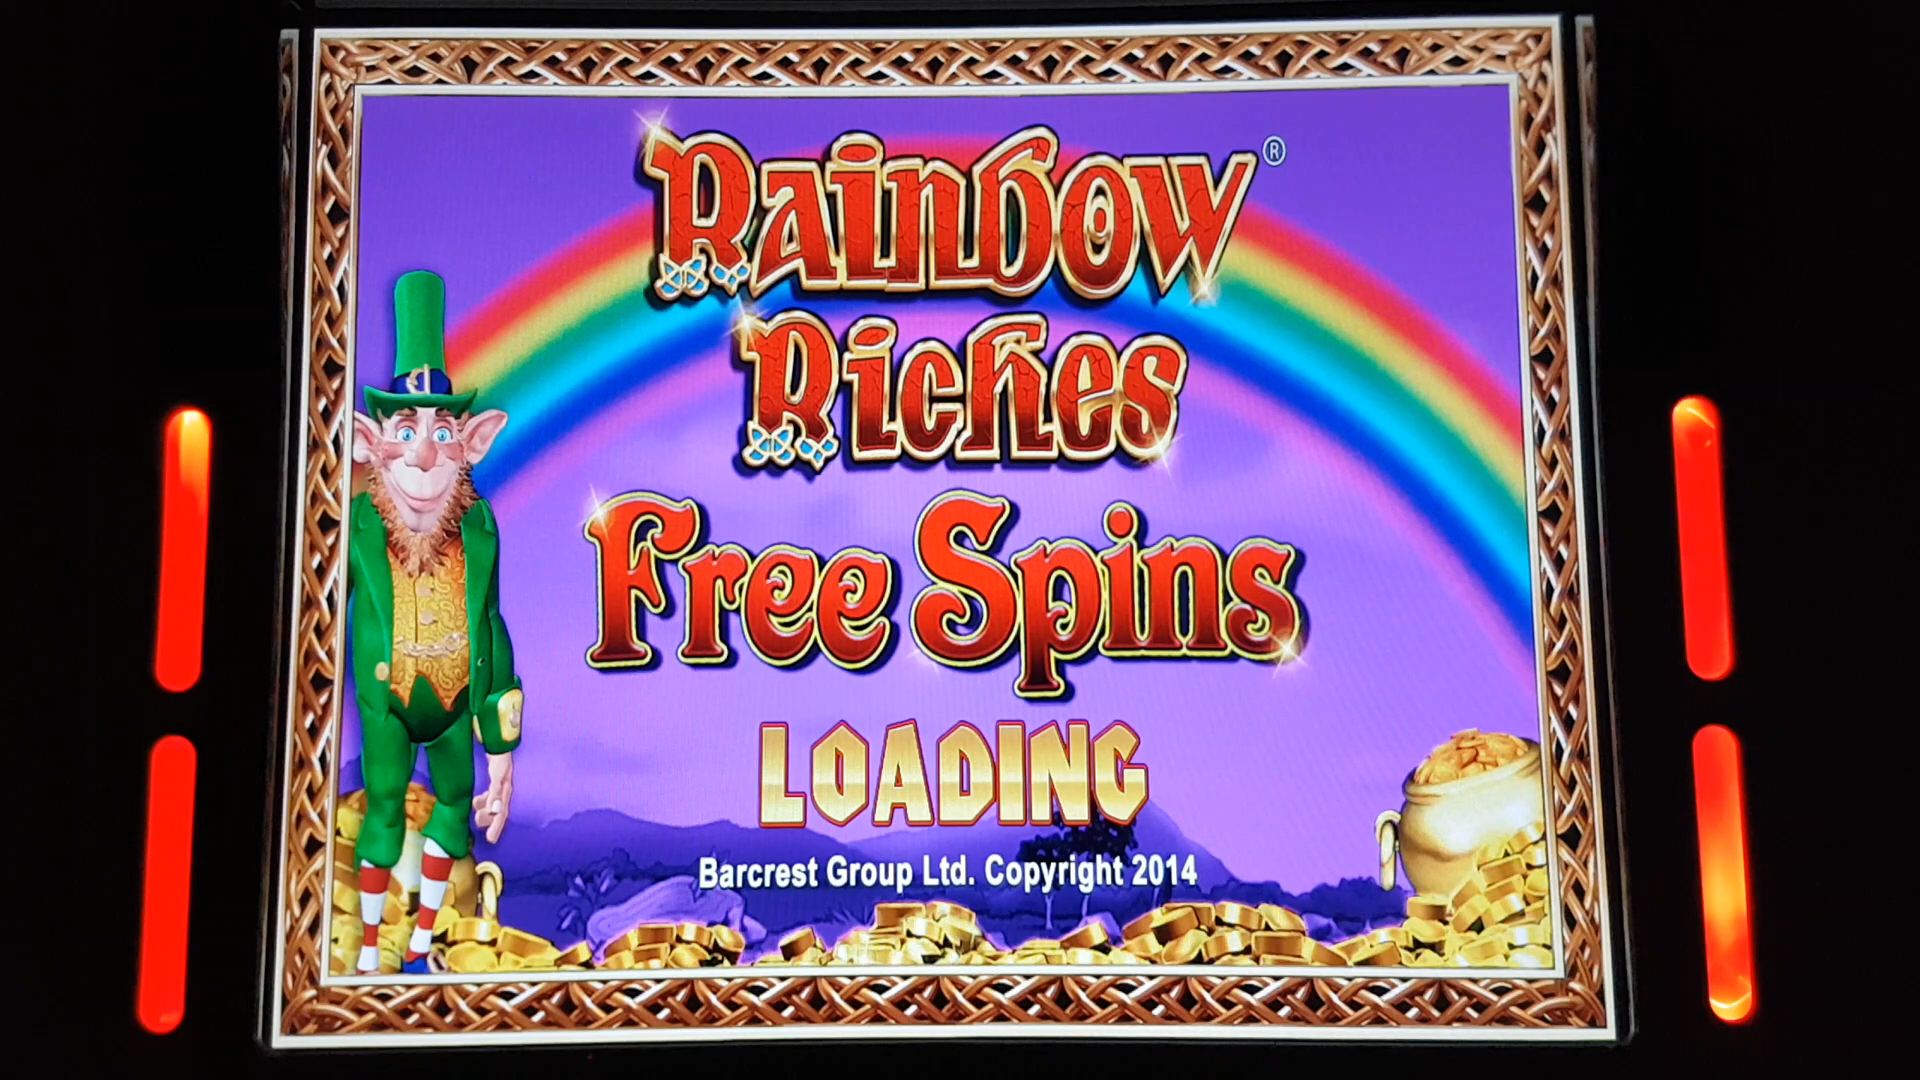 Rainbow®
Riches
Free Spins
LOADING
Barcrest Group Ltd. Copyright 2014